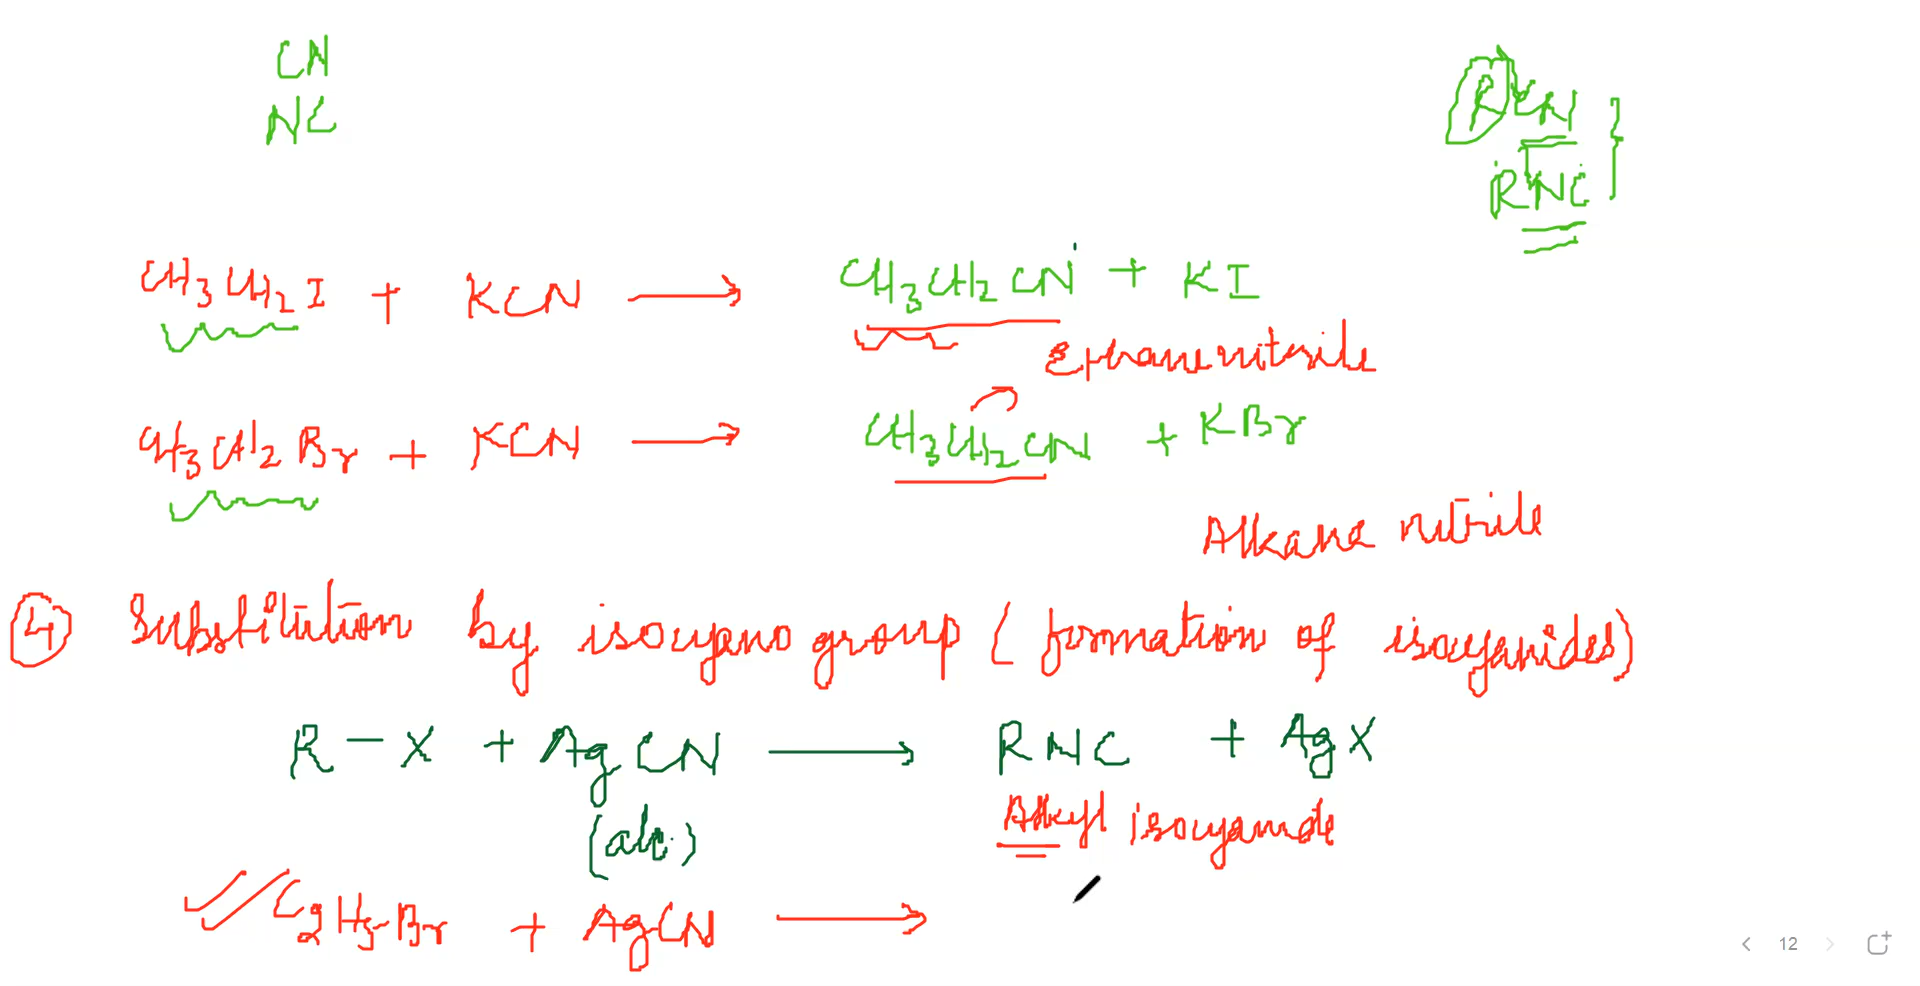 CN
NC
RCN
RNC
CH3CH2I + KCN → CH3CH2CN + KI
Ethanenitrile
CH3CH2Br + KCN → CH3CH2CN + KBr
Alkane nitrile
④ Substitution by isocyano group (formation of isocyanides)
R - X + AgCN → RNC + AgX
(alc.) Alkyl isocyanide
C2H5-Br + AgCN →
12